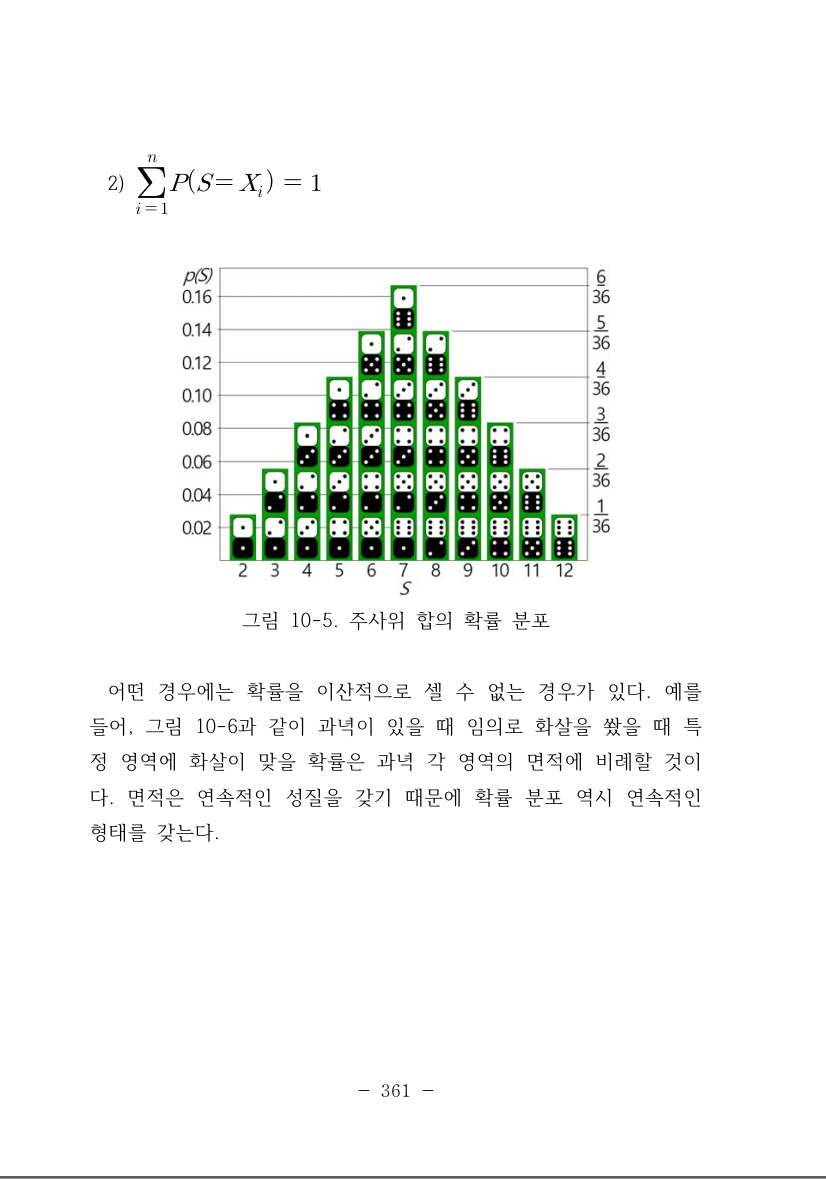 2) $\sum_{i=1}^{n} P(S=X_i) = 1$
p(S)
0.16
0.14
0.12
0.10
0.08
0.06
0.04
0.02
6/36
5/36
4/36
3/36
2/36
1/36
2 3 4 5 6 7 8 9 10 11 12
S
그림 10-5. 주사위 합의 확률 분포
어떤 경우에는 확률을 이산적으로 셀 수 없는 경우가 있다. 예를
들어, 그림 10-6과 같이 과녁이 있을 때 임의로 화살을 쐈을 때 특
정 영역에 화살이 맞을 확률은 과녁 각 영역의 면적에 비례할 것이
다. 면적은 연속적인 성질을 갖기 때문에 확률 분포 역시 연속적인
형태를 갖는다.
- 361 -